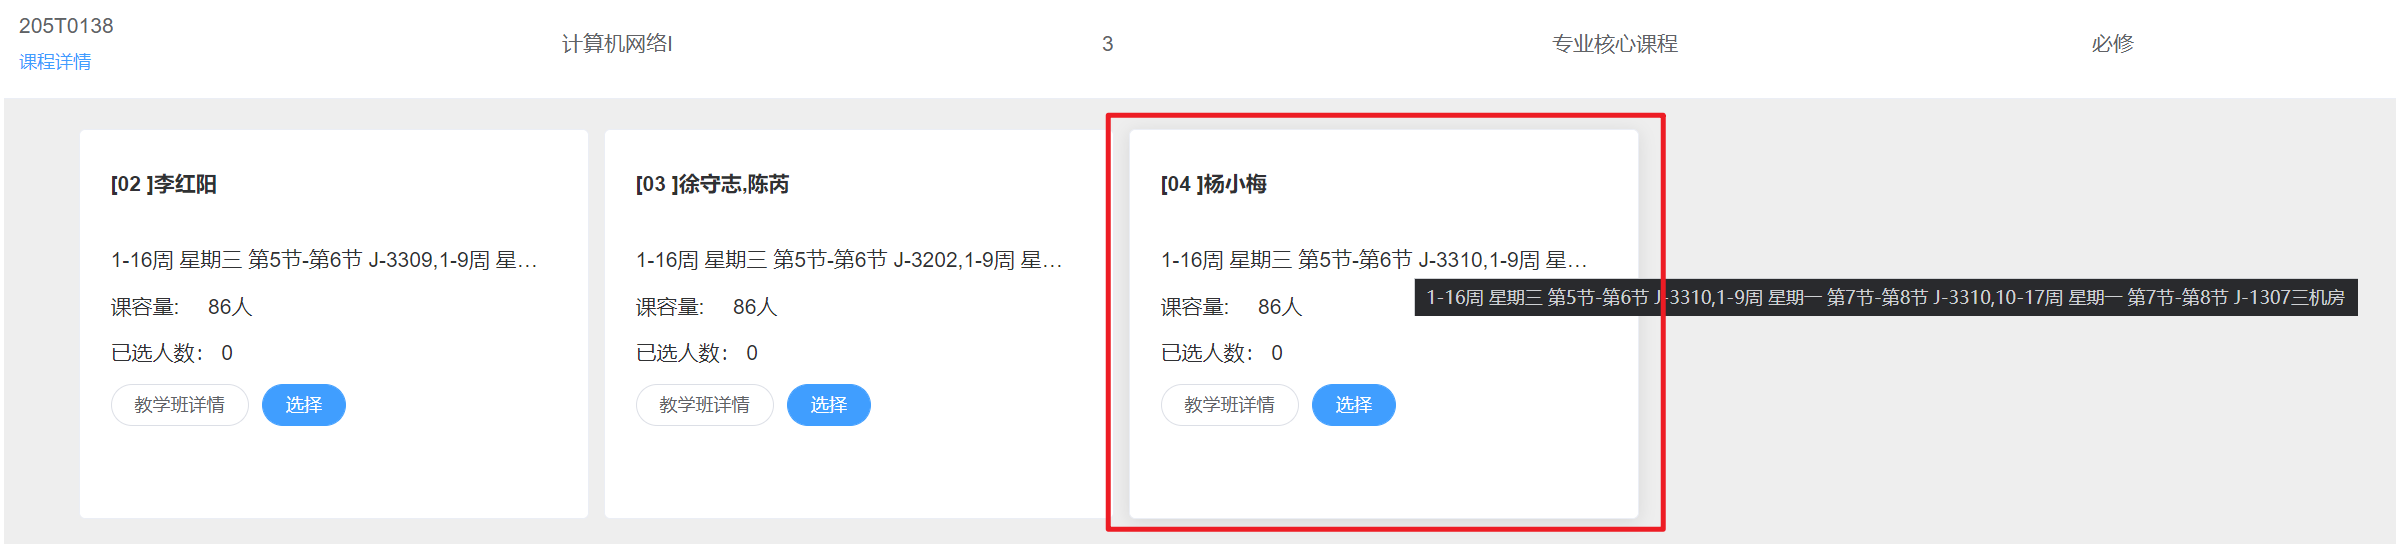 205T0138
课程详情
计算机网络I
3
专业核心课程
必修
[02 ]李红阳
1-16周 星期三 第5节-第6节 J-3309,1-9周 星…
课容量: 86人
已选人数： 0
教学班详情 选择
[03 ]徐守志,陈芮
1-16周 星期三 第5节-第6节 J-3202,1-9周 星…
课容量: 86人
已选人数： 0
教学班详情 选择
[04 ]杨小梅
1-16周 星期三 第5节-第6节 J-3310,1-9周 星…
1-16周 星期三 第5节-第6节 J-3310,1-9周 星期一 第7节-第8节 J-3310,10-17周 星期一 第7节-第8节 J-1307三机房
课容量: 86人
已选人数： 0
教学班详情 选择